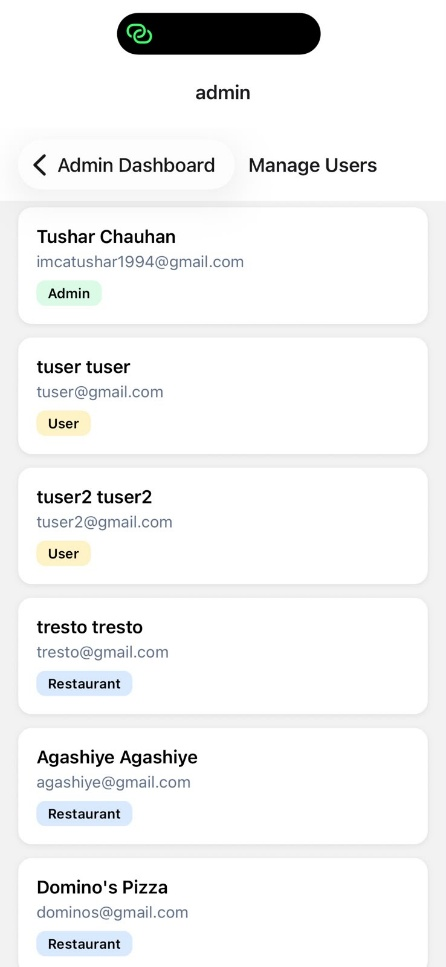 admin
Admin Dashboard
Manage Users
Tushar Chauhan
imcatushar1994@gmail.com
Admin
tuser tuser
tuser@gmail.com
User
tuser2 tuser2
tuser2@gmail.com
User
tresto tresto
tresto@gmail.com
Restaurant
Agashiye Agashiye
agashiye@gmail.com
Restaurant
Domino's Pizza
dominos@gmail.com
Restaurant